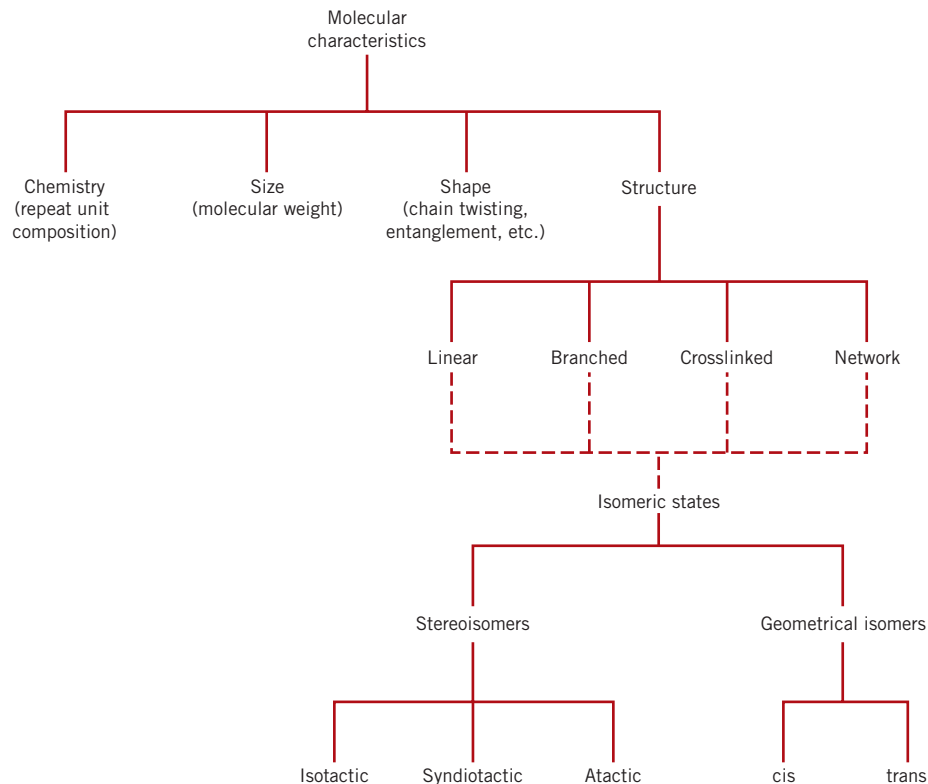 Molecular
characteristics
Chemistry
(repeat unit
composition)
Size
(molecular weight)
Shape
(chain twisting,
entanglement, etc.)
Structure
Linear
Branched
Crosslinked
Network
Isomeric states
Stereoisomers
Geometrical isomers
Isotactic
Syndiotactic
Atactic
cis
trans